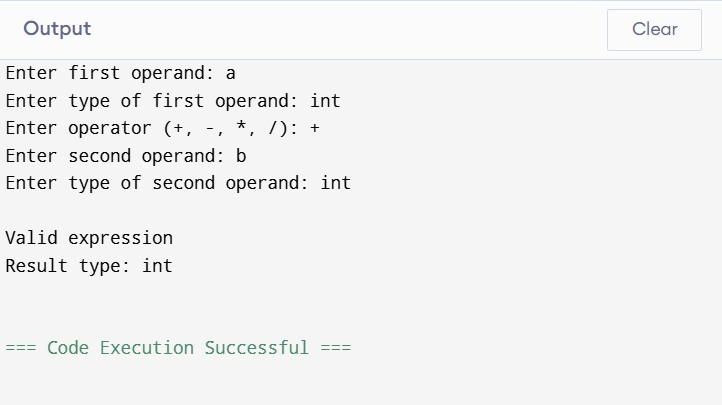 Output
Clear
Enter first operand: a
Enter type of first operand: int
Enter operator (+, -, *, /): +
Enter second operand: b
Enter type of second operand: int
Valid expression
Result type: int
=== Code Execution Successful ===